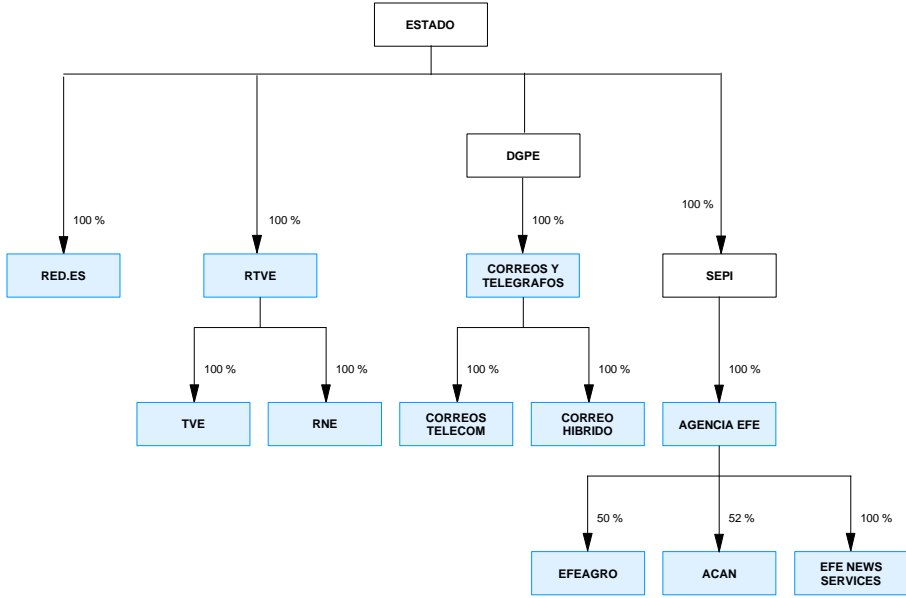 ESTADO
DGPE
100 %
100 %
100 %
100 %
RED.ES
RTVE
CORREOS Y
TELEGRAFOS
SEPI
100 %
100 %
100 %
100 %
100 %
TVE
RNE
CORREOS
TELECOM
CORREO
HIBRIDO
AGENCIA EFE
50 %
52 %
100 %
EFEAGRO
ACAN
EFE NEWS
SERVICES